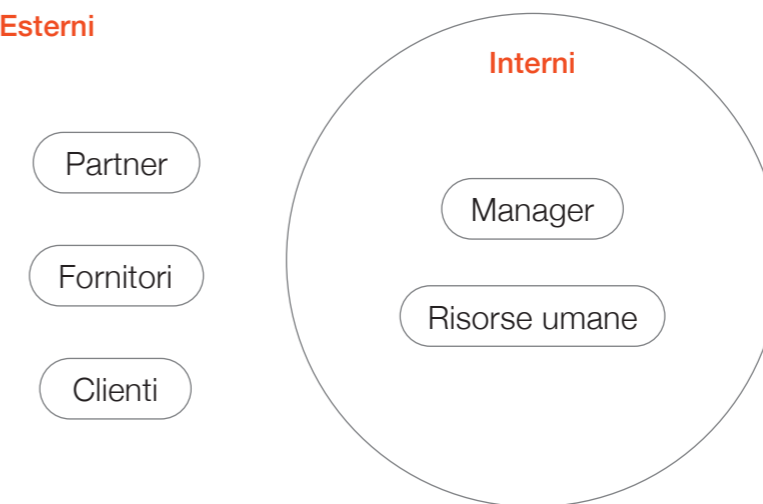 Esterni
Interni
Partner
Manager
Fornitori
Risorse umane
Clienti